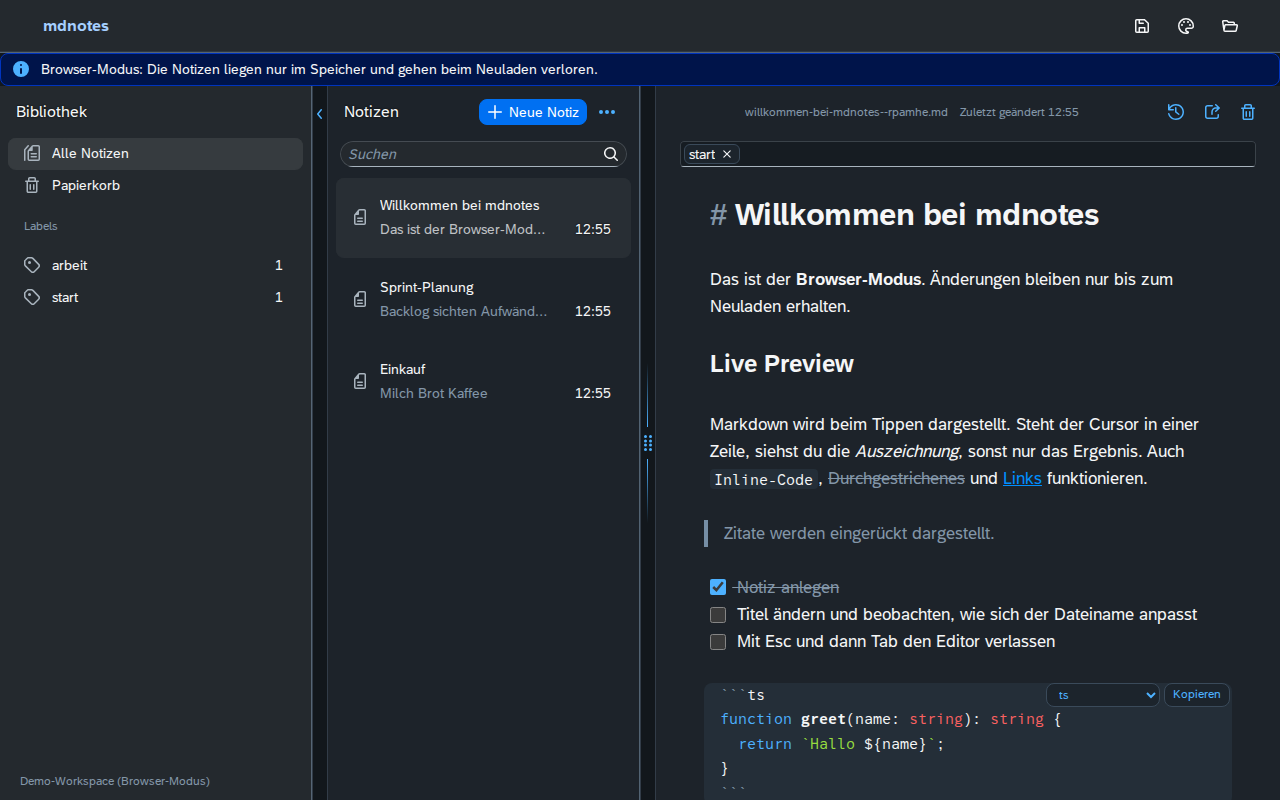 mdnotes
Browser-Modus: Die Notizen liegen nur im Speicher und gehen beim Neuladen verloren.
Bibliothek
Alle Notizen
Papierkorb
Labels
arbeit 1
start 1
Demo-Workspace (Browser-Modus)
Notizen
Neue Notiz
Suchen
Willkommen bei mdnotes
Das ist der Browser-Mod… 12:55
Sprint-Planung
Backlog sichten Aufwänd… 12:55
Einkauf
Milch Brot Kaffee 12:55
willkommen-bei-mdnotes--rpamhe.md Zuletzt geändert 12:55
start
# Willkommen bei mdnotes
Das ist der Browser-Modus. Änderungen bleiben nur bis zum
Neuladen erhalten.
Live Preview
Markdown wird beim Tippen dargestellt. Steht der Cursor in einer
Zeile, siehst du die Auszeichnung, sonst nur das Ergebnis. Auch
Inline-Code, Durchgestrichenes und Links funktionieren.
Zitate werden eingerückt dargestellt.
Notiz anlegen
Titel ändern und beobachten, wie sich der Dateiname anpasst
Mit Esc und dann Tab den Editor verlassen
```ts
ts Kopieren
function greet(name: string): string {
  return `Hallo ${name}`;
}
```